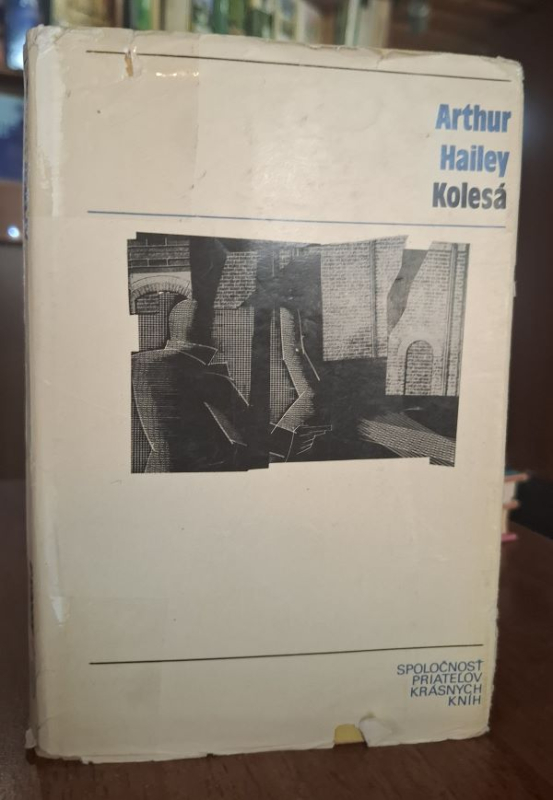 Arthur
Hailey
Kolesá
SPOLOČNOSŤ
PRIATEĽOV
KRÁSNYCH
KNÍH